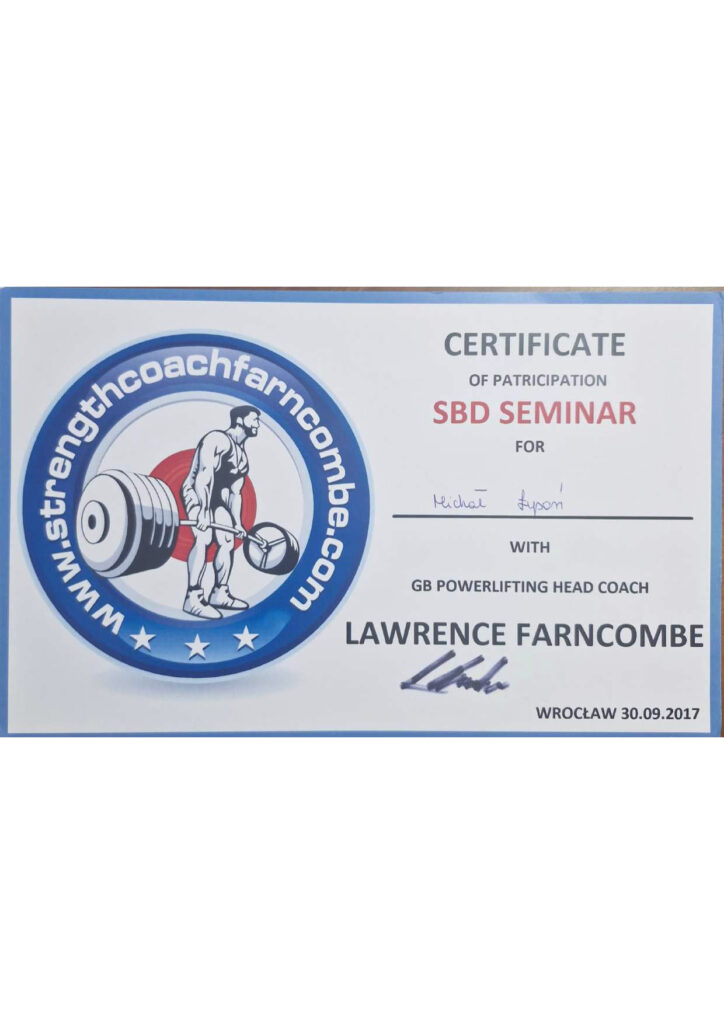 www.strengthcoachfarncombe.com
CERTIFICATE
OF PATRICIPATION
SBD SEMINAR
FOR
Michał Łysoń
WITH
GB POWERLIFTING HEAD COACH
LAWRENCE FARNCOMBE
WROCŁAW 30.09.2017